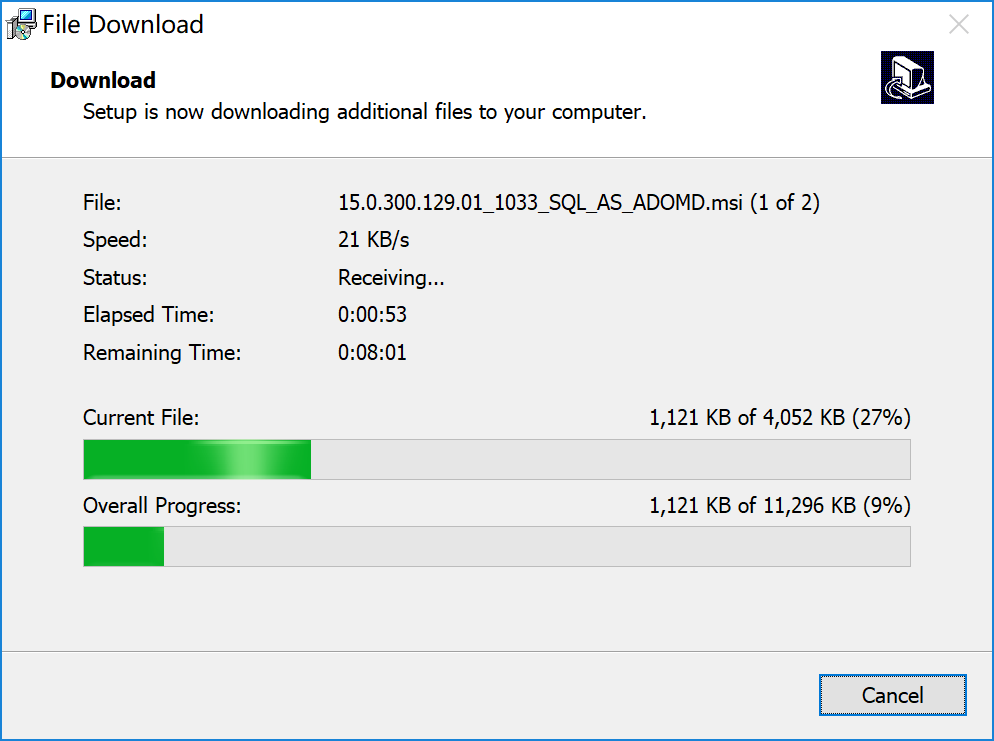 File Download
Download
Setup is now downloading additional files to your computer.
File: 15.0.300.129.01_1033_SQL_AS_ADOMD.msi (1 of 2)
Speed: 21 KB/s
Status: Receiving...
Elapsed Time: 0:00:53
Remaining Time: 0:08:01
Current File: 1,121 KB of 4,052 KB (27%)
Overall Progress: 1,121 KB of 11,296 KB (9%)
Cancel